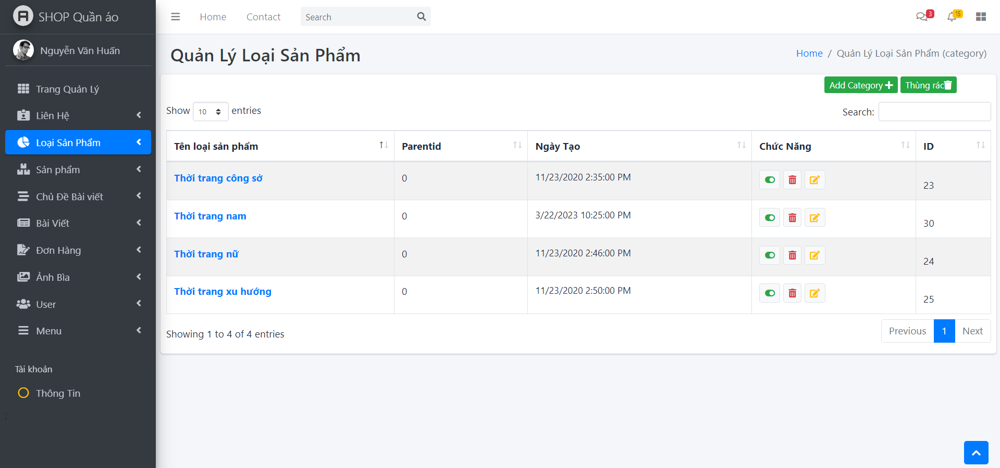 SHOP Quần áo
Nguyễn Văn Huấn
Trang Quản Lý
Liên Hệ
Loại Sản Phẩm
Sản phẩm
Chủ Đề Bài viết
Bài Viết
Đơn Hàng
Ảnh Bìa
User
Menu
Tài khoản
Thông Tin
;
Home Contact Search 3 15
Quản Lý Loại Sản Phẩm
Home / Quản Lý Loại Sản Phẩm (category)
Add Category Thùng rác
Show 10 entries Search:
Tên loại sản phẩm Parentid Ngày Tạo Chức Năng ID
Thời trang công sở 0 11/23/2020 2:35:00 PM 23
Thời trang nam 0 3/22/2023 10:25:00 PM 30
Thời trang nữ 0 11/23/2020 2:46:00 PM 24
Thời trang xu hướng 0 11/23/2020 2:50:00 PM 25
Showing 1 to 4 of 4 entries Previous 1 Next